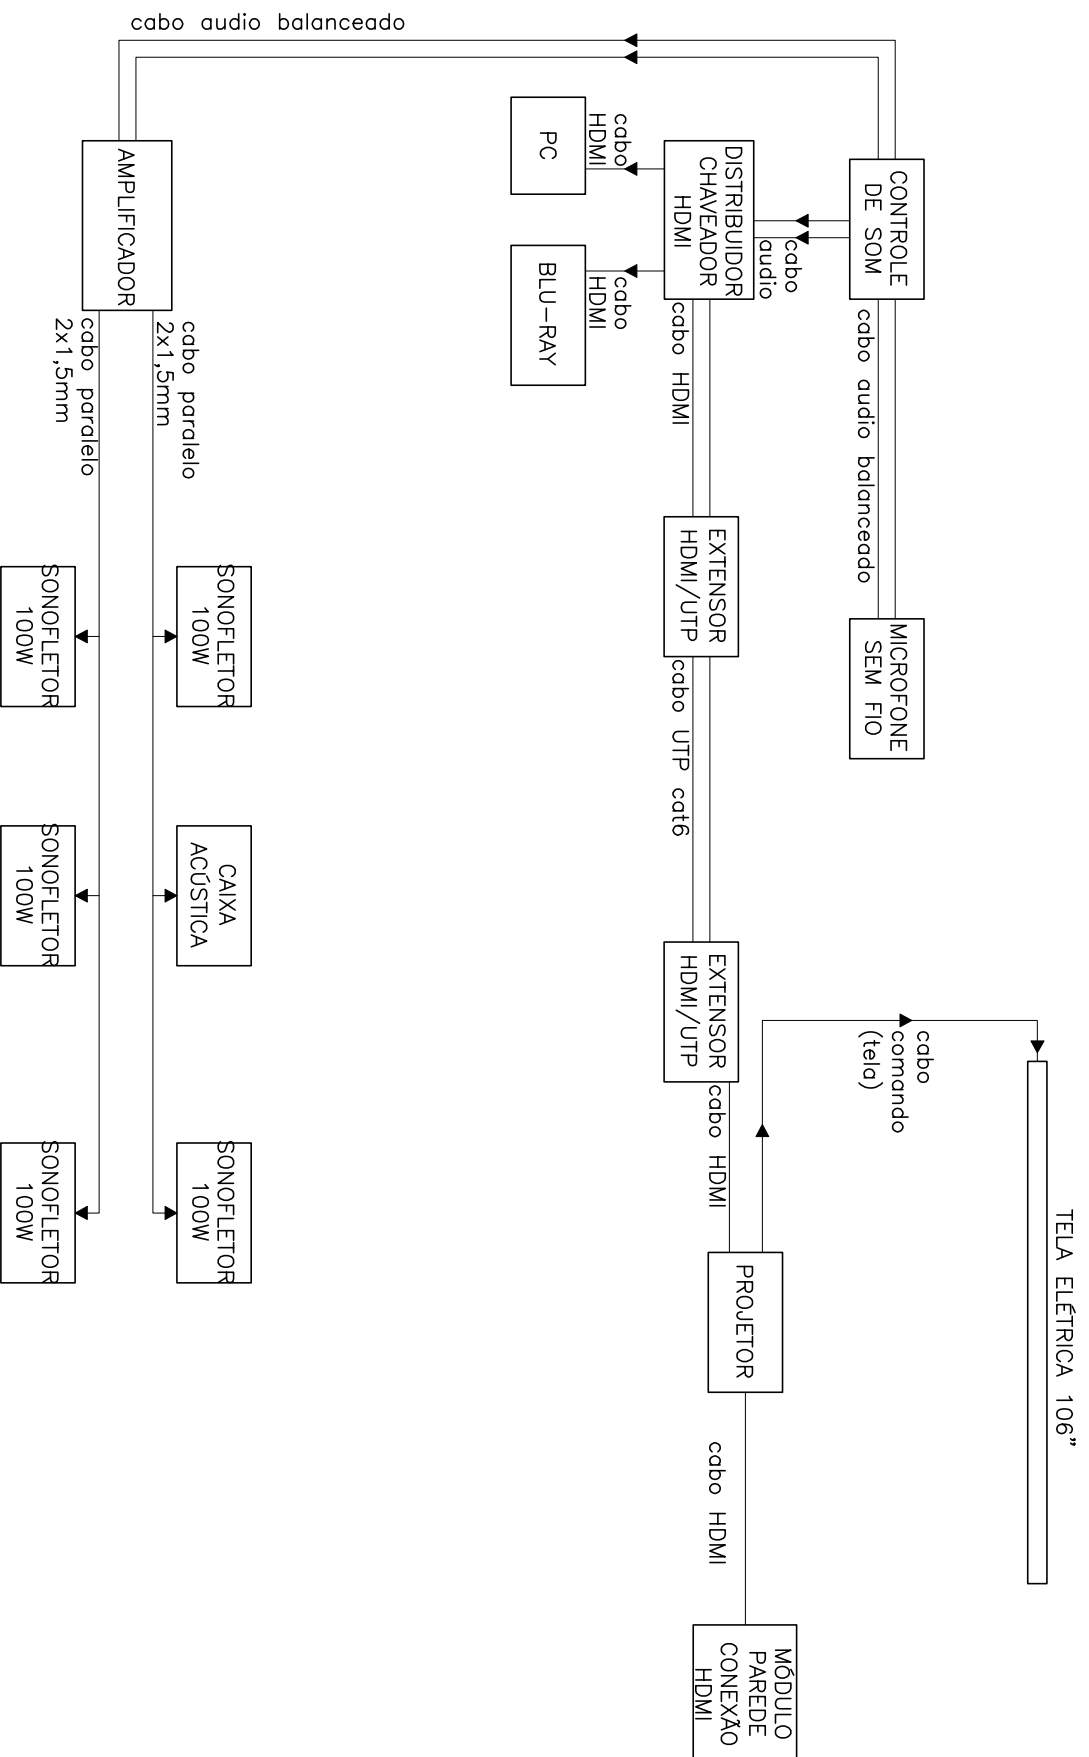 cabo audio balanceado
CONTROLE
DE SOM
cabo audio balanceado
MICROFONE
SEM FIO
cabo
audio
DISTRIBUIDOR
CHAVEADOR
HDMI
cabo
HDMI
PC
cabo
HDMI
BLU-RAY
cabo HDMI
EXTENSOR
HDMI/UTP
cabo UTP cat6
EXTENSOR
HDMI/UTP
cabo HDMI
PROJETOR
cabo HDMI
MÓDULO
PAREDE
CONEXÃO
HDMI
cabo
comando
(tela)
TELA ELÉTRICA 106"
AMPLIFICADOR
cabo paralelo
2x1,5mm
cabo paralelo
2x1,5mm
SONOFLETOR
100W
CAIXA
ACÚSTICA
SONOFLETOR
100W
SONOFLETOR
100W
SONOFLETOR
100W
SONOFLETOR
100W